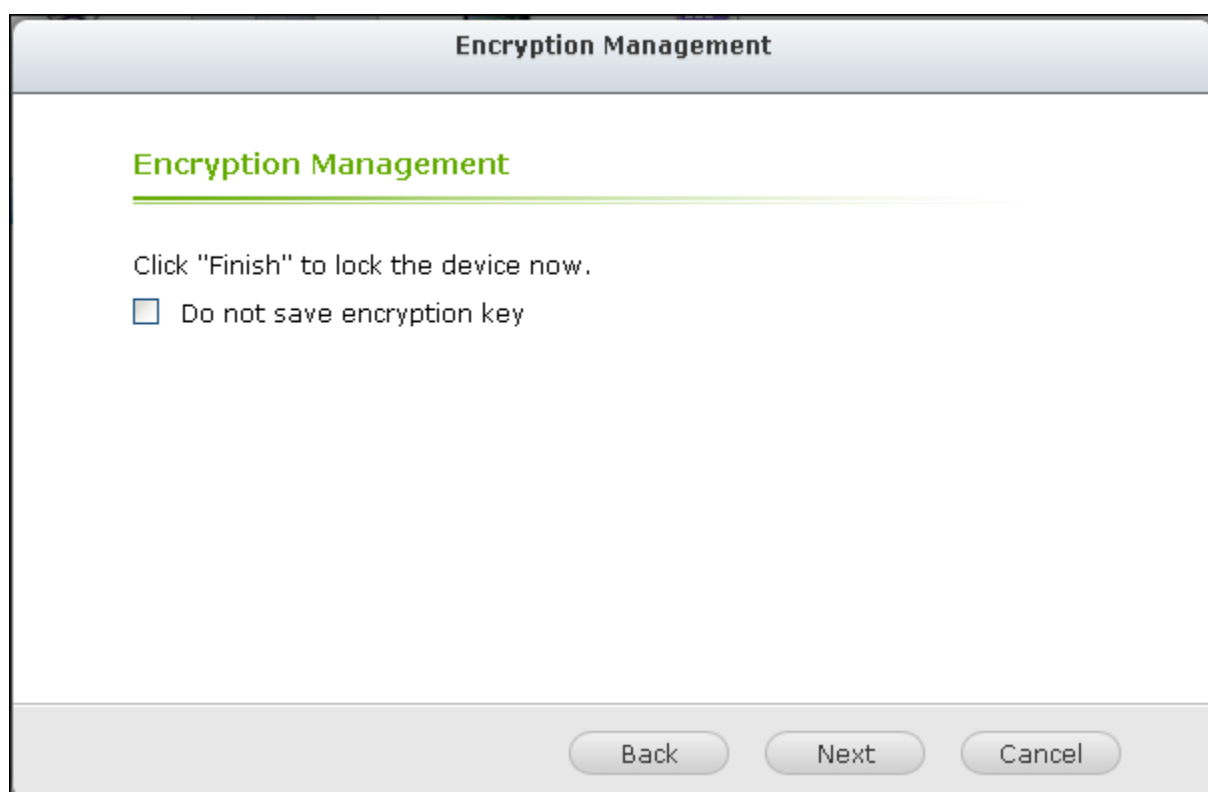 Encryption Management
Encryption Management
Click "Finish" to lock the device now.
Do not save encryption key
Back Next Cancel